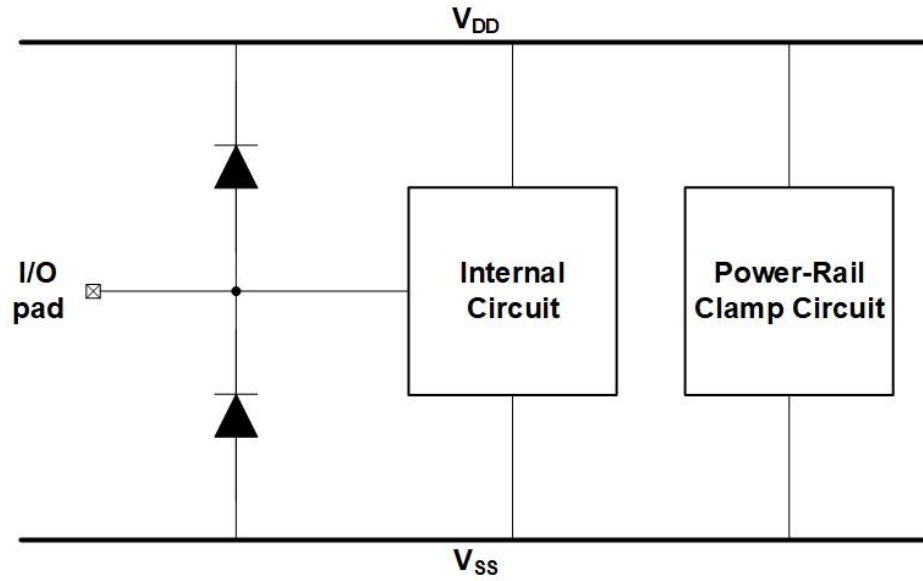 VDD
I/O
pad
Internal
Circuit
Power-Rail
Clamp Circuit
VSS